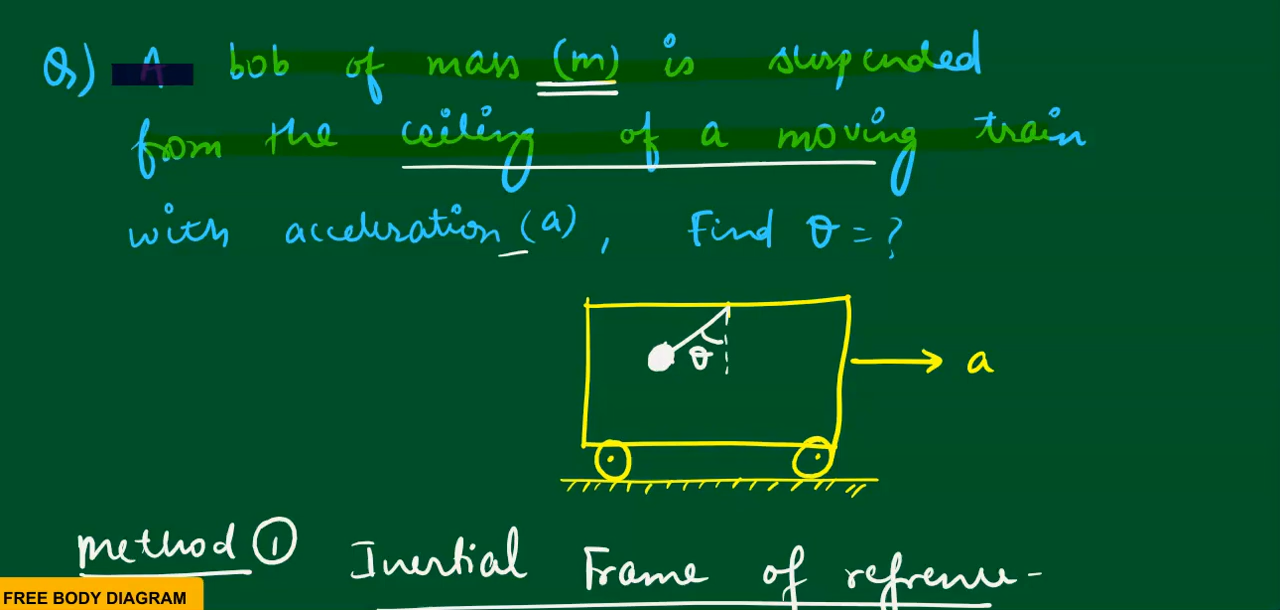 Q) A bob of mass (m) is suspended
from the ceiling of a moving train
with acceleration (a), Find θ = ?
θ
a
method ① Inertial Frame of refrenu -
FREE BODY DIAGRAM